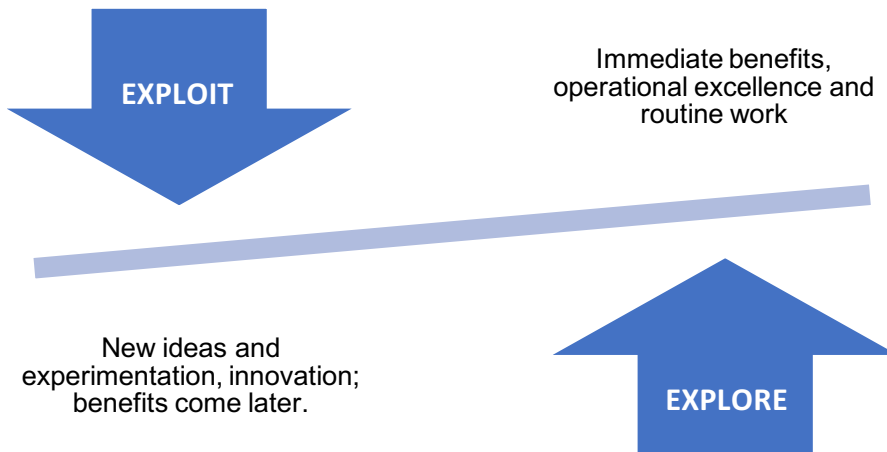 EXPLOIT
Immediate benefits,
operational excellence and
routine work
New ideas and
experimentation, innovation;
benefits come later.
EXPLORE